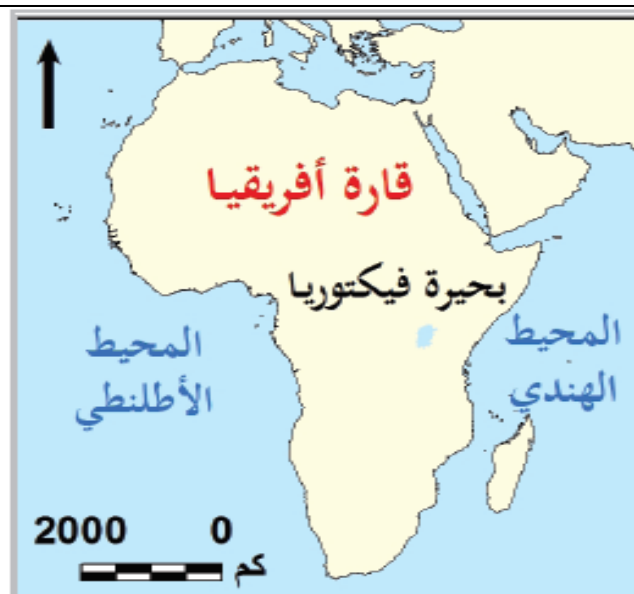 قارة أفريقيا
بحيرة فيكتوريا
المحيط
الهندي
المحيط
الأطلنطي
2000 0
كم